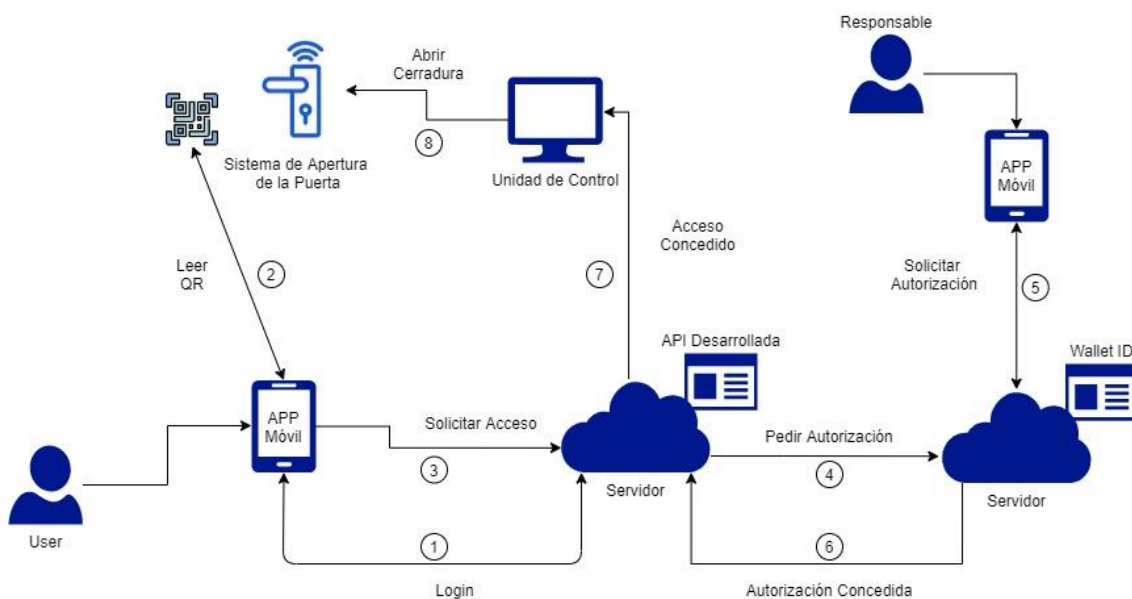 Responsable
Abrir
Cerradura
8
Sistema de Apertura
de la Puerta
Unidad de Control
APP
Móvil
Leer
QR
2
Acceso
Concedido
7
Solicitar
Autorización
5
API Desarrollada
Wallet ID
APP
Móvil
Solicitar Acceso
3
Pedir Autorización
4
Servidor
Servidor
User
1
Login
6
Autorización Concedida